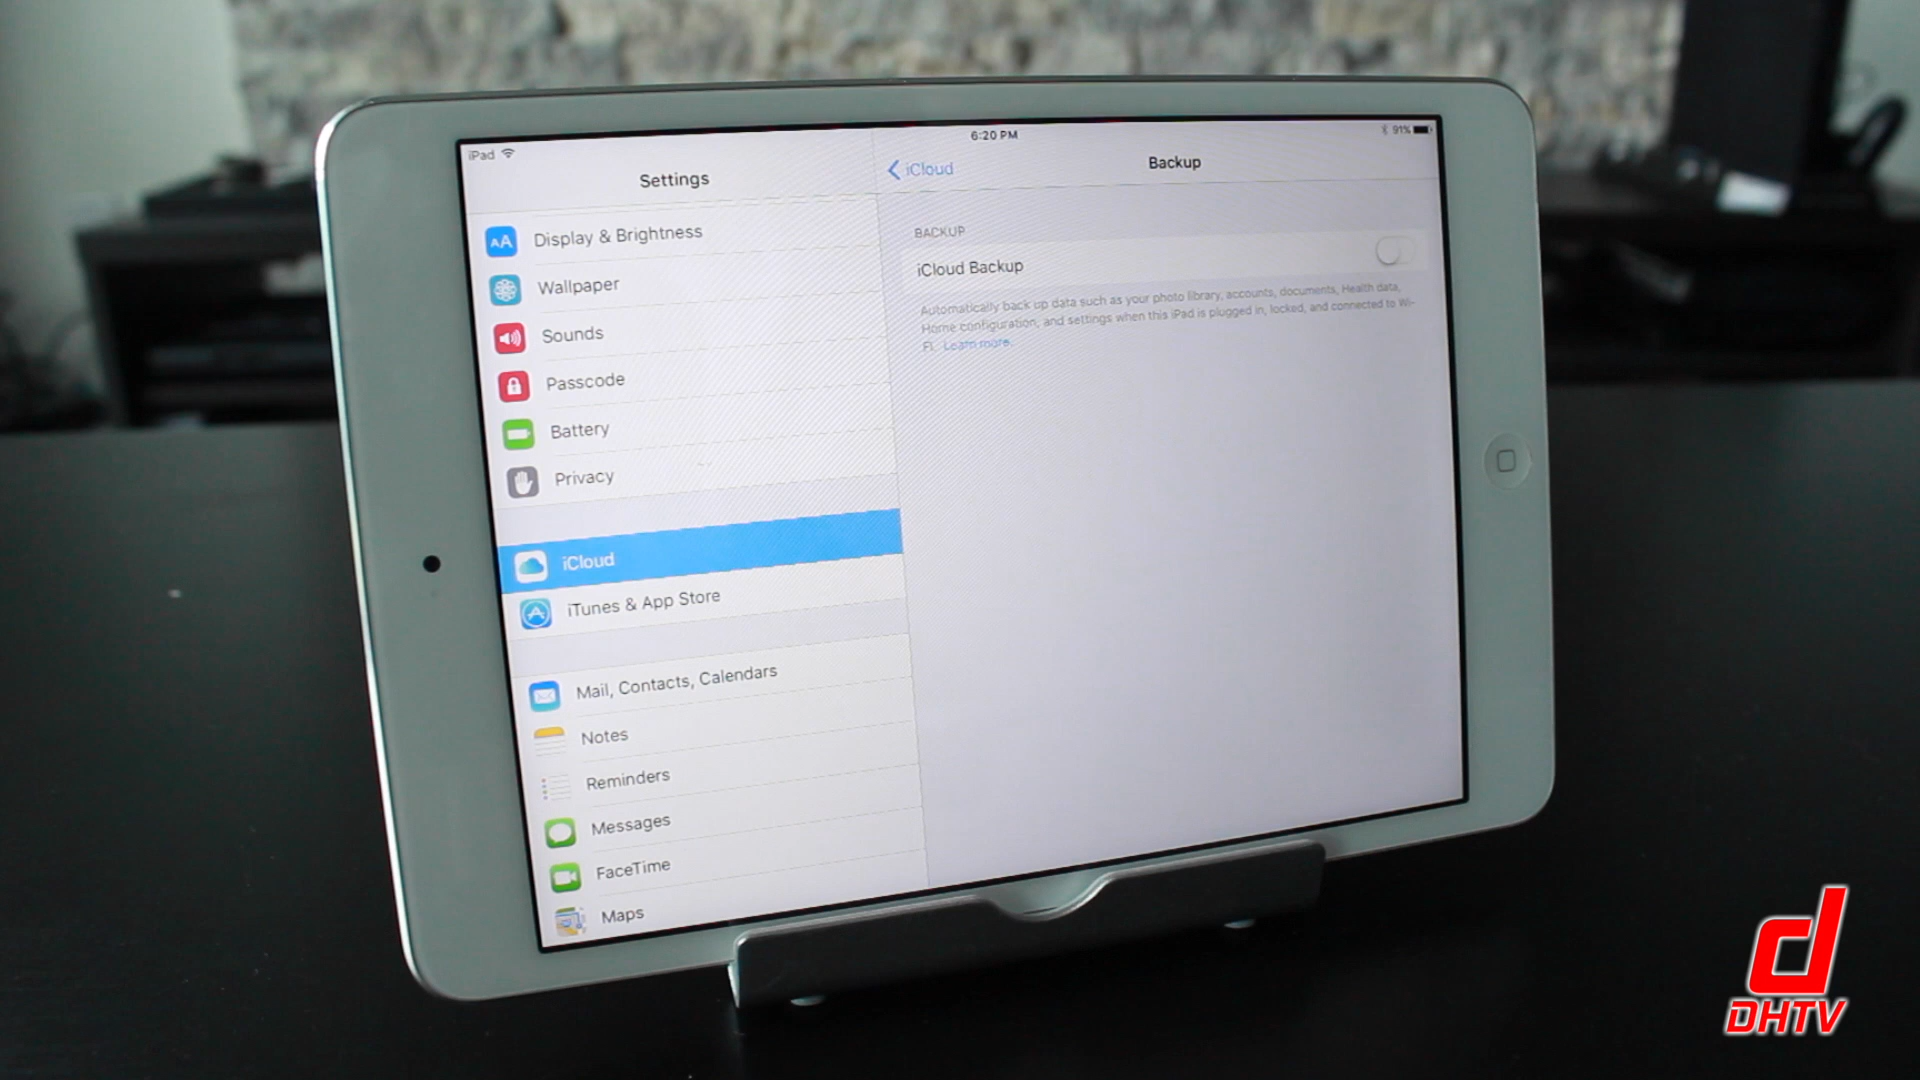 iPad
6:20 PM
91%
Settings
iCloud
Backup
AA
Display & Brightness
Wallpaper
Sounds
Passcode
Battery
Privacy
iCloud
iTunes & App Store
Mail, Contacts, Calendars
Notes
Reminders
Messages
FaceTime
Maps
BACKUP
iCloud Backup
Automatically back up data such as your photo library, accounts, documents, Health data,
Home configuration, and settings when this iPad is plugged in, locked, and connected to Wi-
Fi. Learn more.
d
DHTV